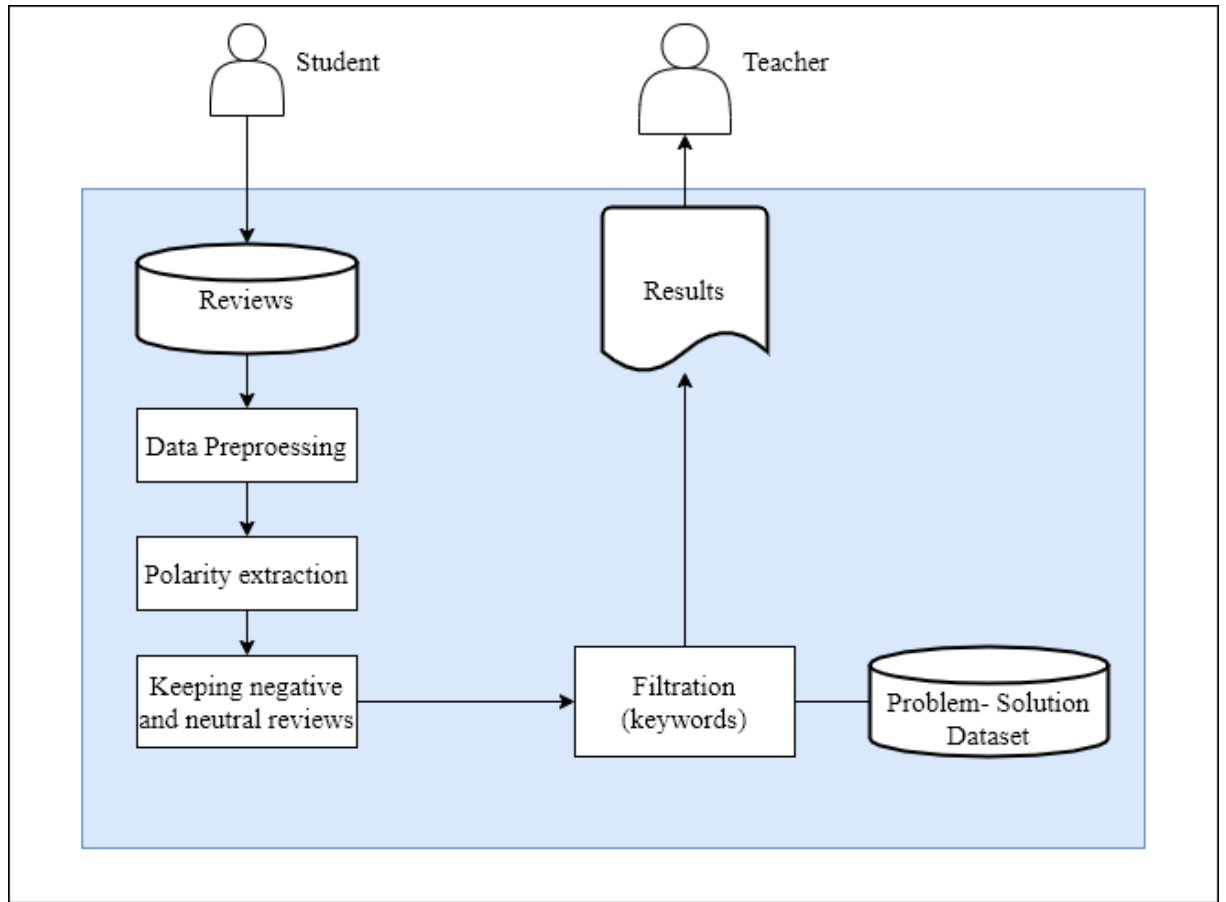 Student
Teacher
Reviews
Results
Data Preproessing
Polarity extraction
Keeping negative
and neutral reviews
Filtration
(keywords)
Problem- Solution
Dataset